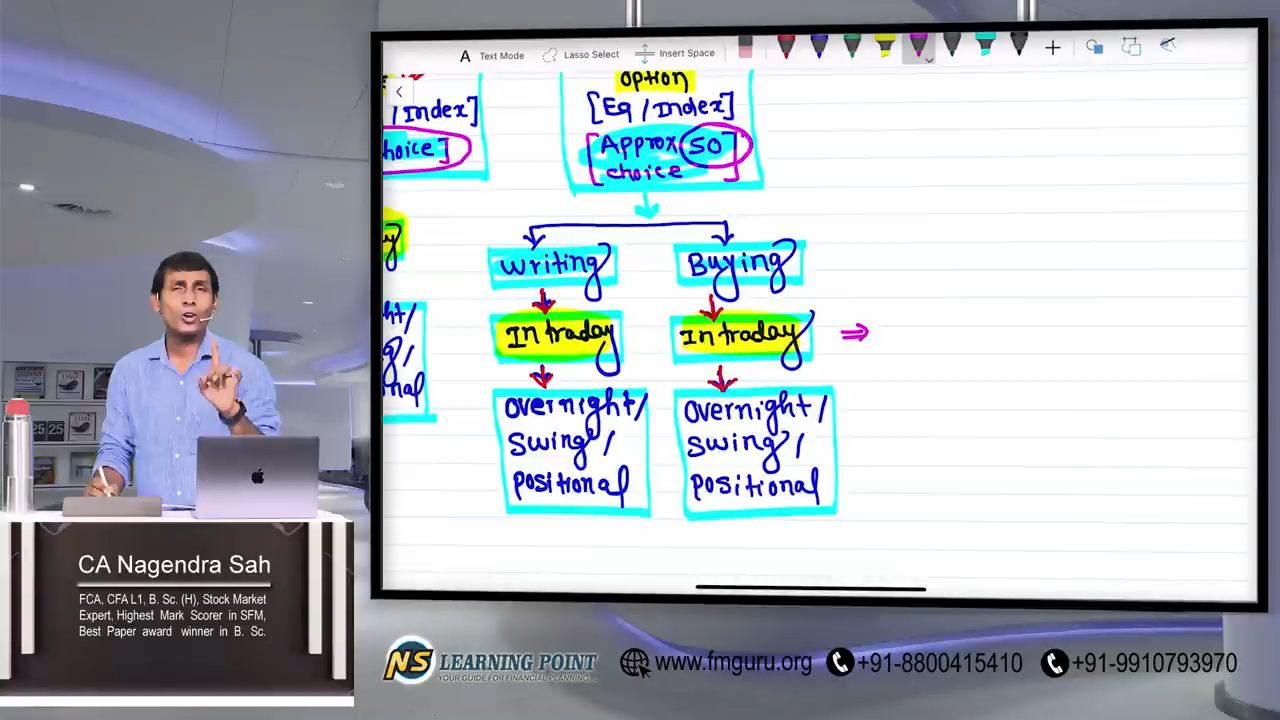 Text Mode
Lasso Select
Insert Space
/Index]
hoice]
ht/
option
[Eq / Index]
[Approx 50
choice]
Writing
Buying
Intraday
Intraday
overnight/
swing /
positional
overnight /
swing /
positional
CA Nagendra Sah
FCA, CFA L1, B. Sc. (H), Stock Market
Expert, Highest Mark Scorer in SFM,
Best Paper award winner in B. Sc.
NS LEARNING POINT
YOUR GUIDE FOR FINANCIAL PLANNING....
www.fmguru.org
+91-8800415410
+91-9910793970